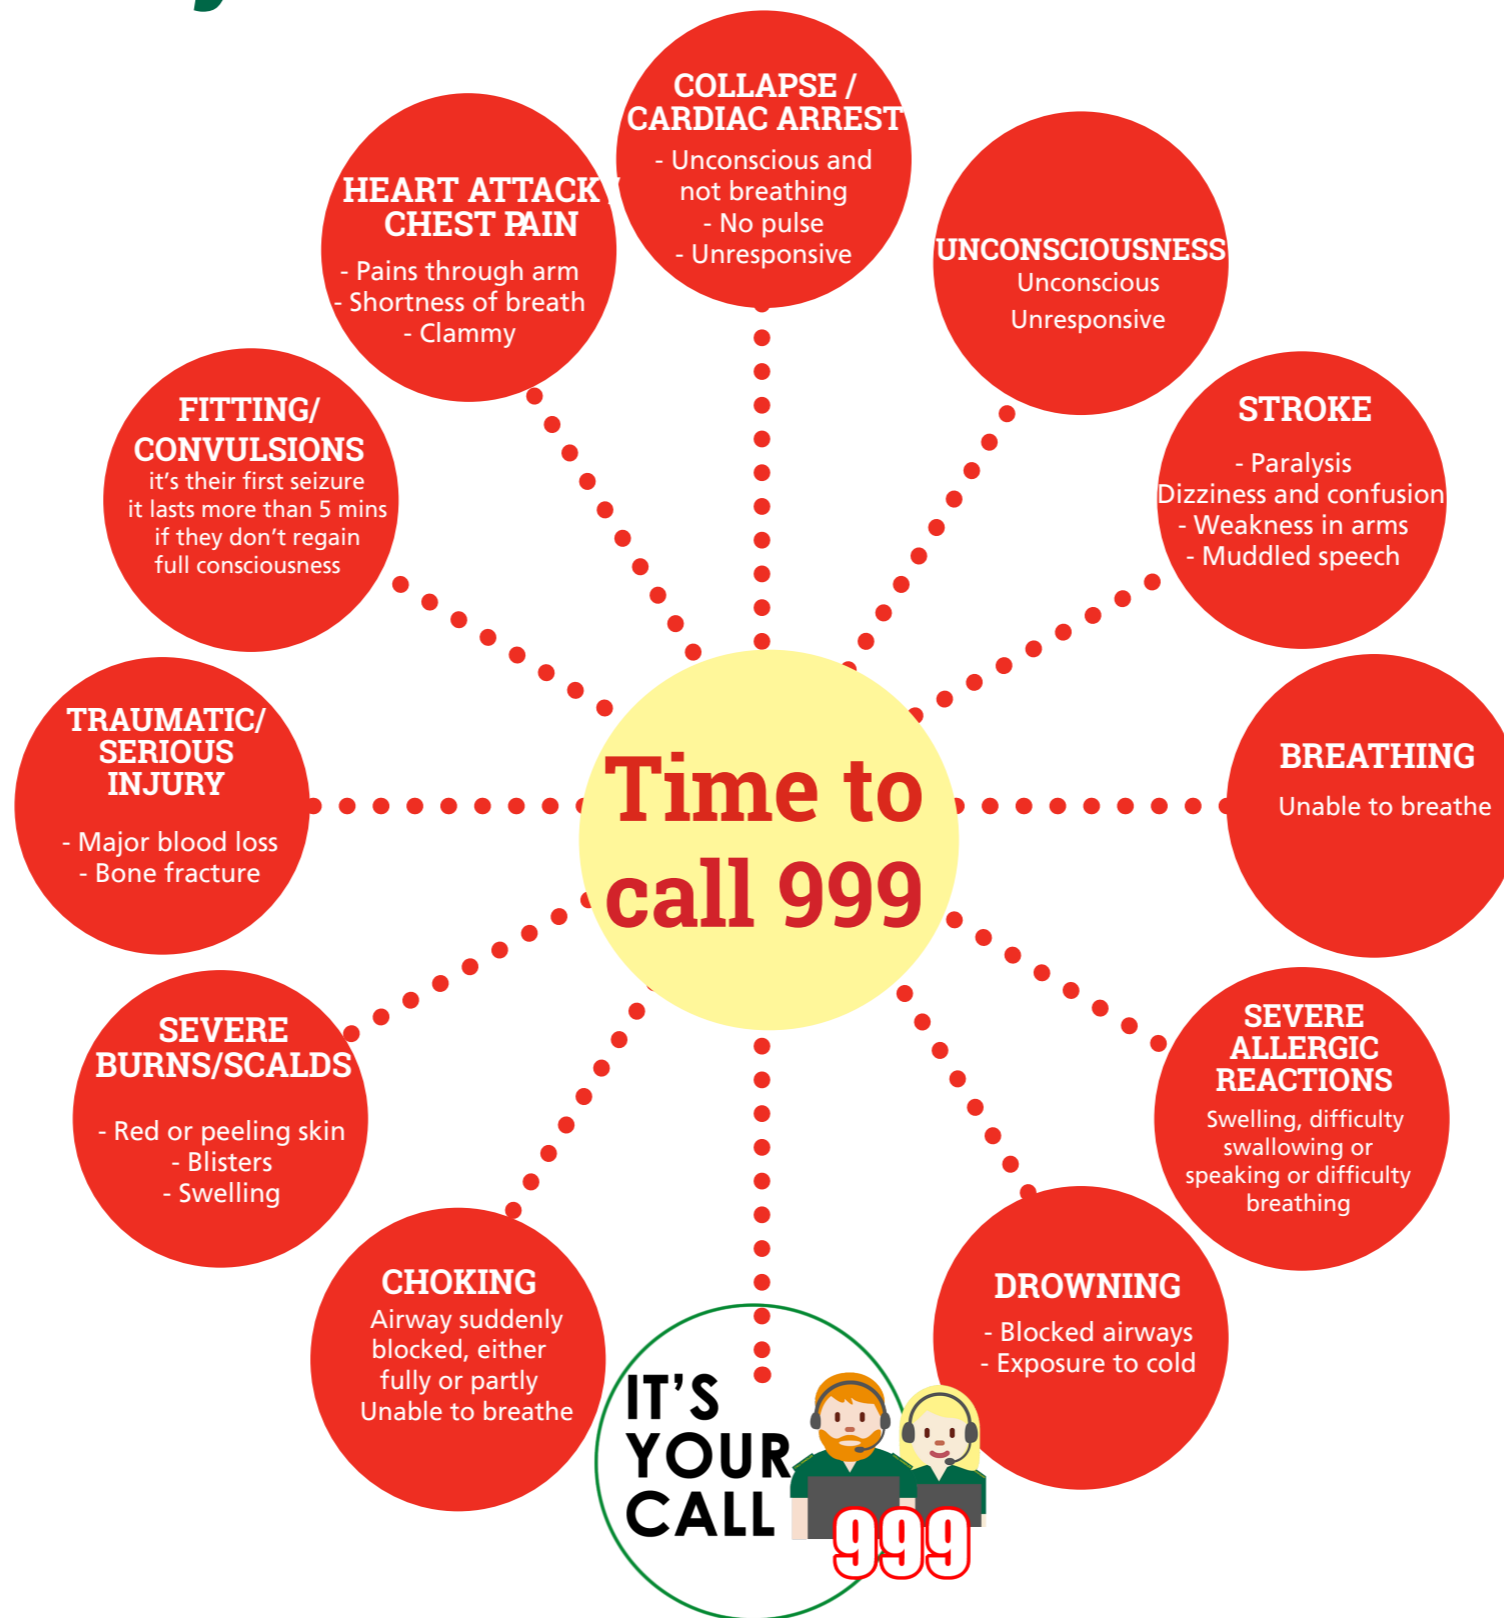 COLLAPSE /
CARDIAC ARREST
- Unconscious and
not breathing
- No pulse
- Unresponsive
UNCONSCIOUSNESS
Unconscious
Unresponsive
STROKE
- Paralysis
Dizziness and confusion
- Weakness in arms
- Muddled speech
BREATHING
Unable to breathe
SEVERE
ALLERGIC
REACTIONS
Swelling, difficulty
swallowing or
speaking or difficulty
breathing
DROWNING
- Blocked airways
- Exposure to cold
IT'S
YOUR
CALL
999
CHOKING
Airway suddenly
blocked, either
fully or partly
Unable to breathe
SEVERE
BURNS/SCALDS
- Red or peeling skin
- Blisters
- Swelling
TRAUMATIC/
SERIOUS
INJURY
- Major blood loss
- Bone fracture
FITTING/
CONVULSIONS
it's their first seizure
it lasts more than 5 mins
if they don't regain
full consciousness
HEART ATTACK /
CHEST PAIN
- Pains through arm
- Shortness of breath
- Clammy
Time to
call 999